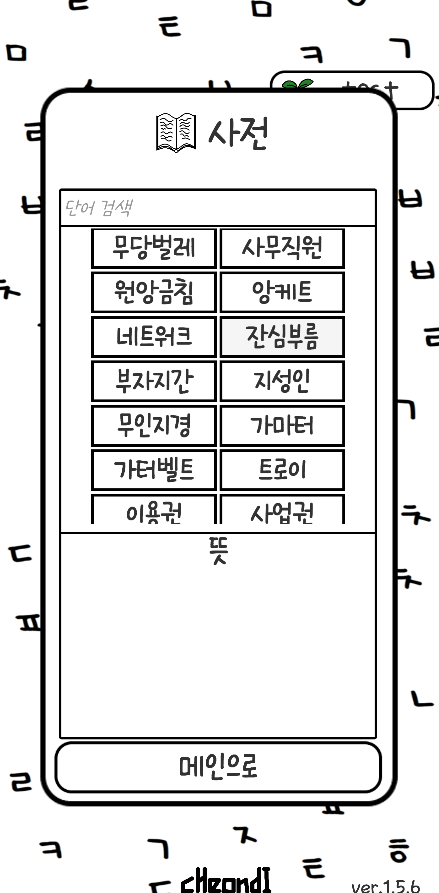 test
사전
단어 검색
무당벌레 사무직원
원앙금침 앙케트
네트워크 잔심부름
부자지간 지성인
무인지경 가마터
가터벨트 트로이
이용권 사업권
뜻
메인으로
cHeondI
ver.1.5.6